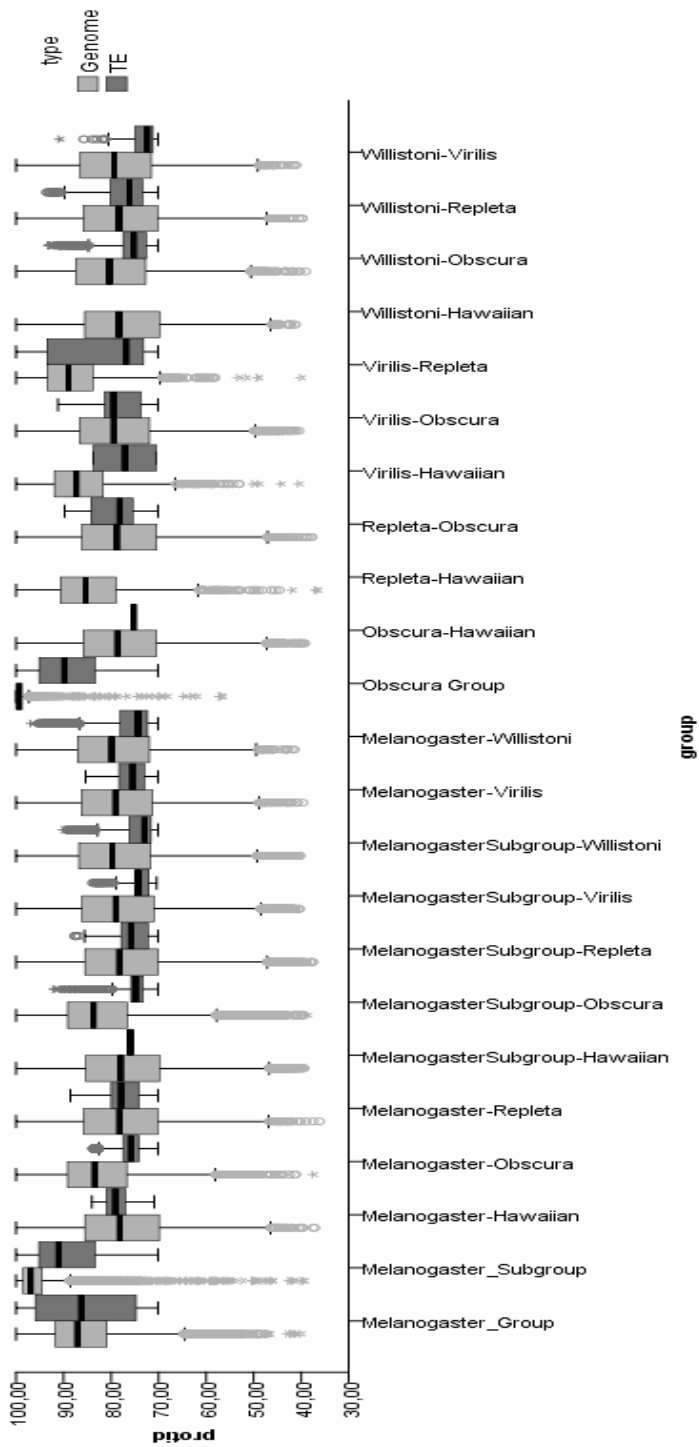 type
Genome
TE
100,00
90,00
80,00
70,00
60,00
50,00
40,00
30,00
protid
Melanogaster_Group
Melanogaster_Subgroup
Melanogaster-Hawaiian
Melanogaster-Obscura
Melanogaster-Repleta
MelanogasterSubgroup-Hawaiian
MelanogasterSubgroup-Obscura
MelanogasterSubgroup-Repleta
MelanogasterSubgroup-Virilis
MelanogasterSubgroup-Willistoni
Melanogaster-Virilis
Melanogaster-Willistoni
Obscura Group
Obscura-Hawaiian
Repleta-Hawaiian
Repleta-Obscura
Virilis-Hawaiian
Virilis-Obscura
Virilis-Repleta
Willistoni-Hawaiian
Willistoni-Obscura
Willistoni-Repleta
Willistoni-Virilis
group